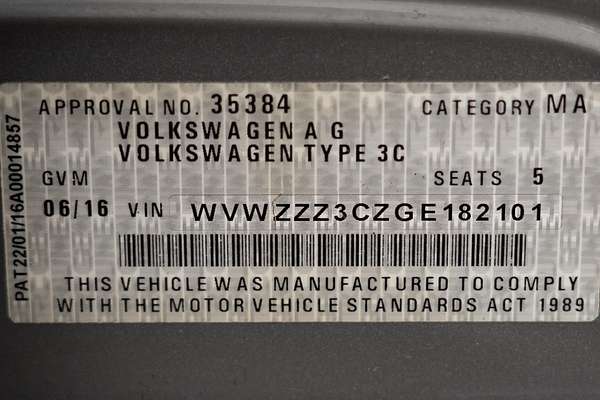 APPROVAL NO. 35384 CATEGORY MA
VOLKSWAGEN A G
VOLKSWAGEN TYPE 3C
GVM SEATS 5
06/16 VIN WVWZZZ3CZGE182101
THIS VEHICLE WAS MANUFACTURED TO COMPLY
WITH THE MOTOR VEHICLE STANDARDS ACT 1989
PAT22/01/16A00014857